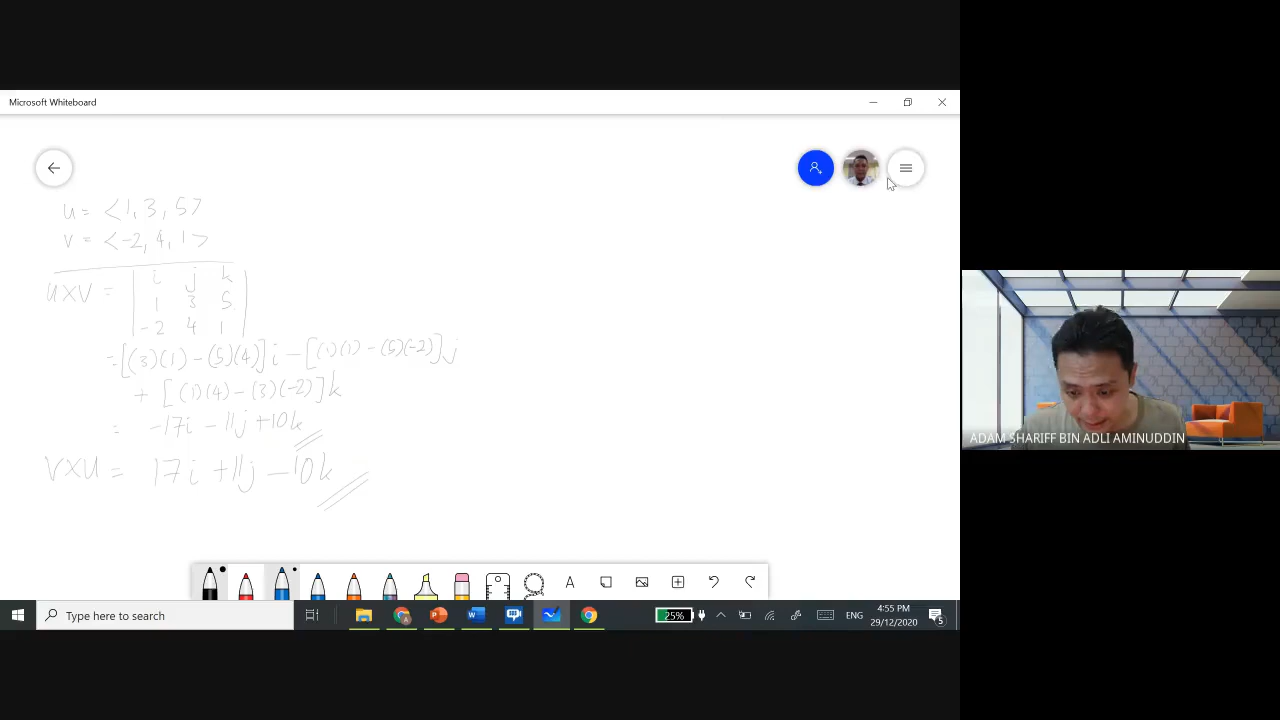 Microsoft Whiteboard
u = <1, 3, 5>
v = <-2, 4, 1>
u×v = | i j k |
| 1 3 5 |
| -2 4 1 |
= [(3)(1) - (5)(4)]i - [(1)(1) - (5)(-2)]j
+ [(1)(4) - (3)(-2)]k
= -17i - 11j + 10k
v×u = 17i + 11j - 10k
ADAM SHARIFF BIN ADLI AMINUDDIN
Type here to search
25%
ENG
4:55 PM
29/12/2020
5